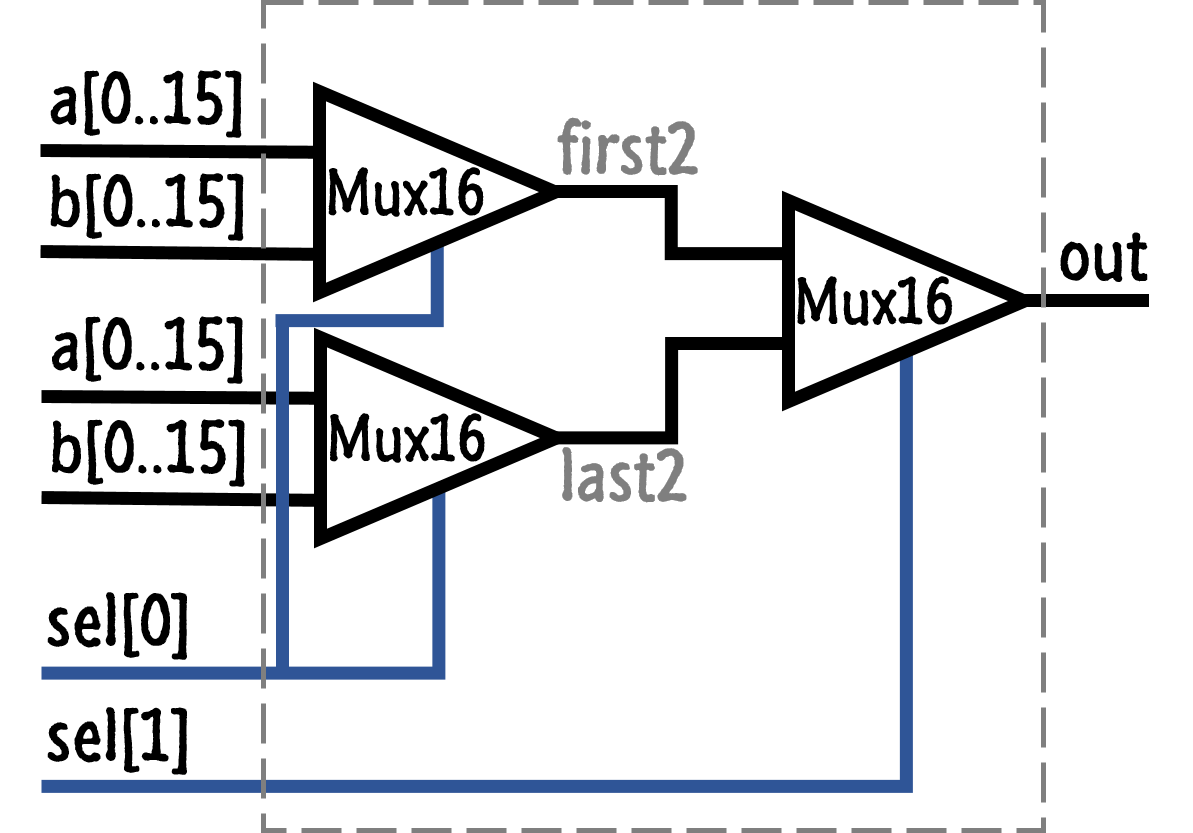 a[0..15]
Mux16
first2
b[0..15]
Mux16
out
a[0..15]
Mux16
b[0..15]
last2
sel[0]
sel[1]